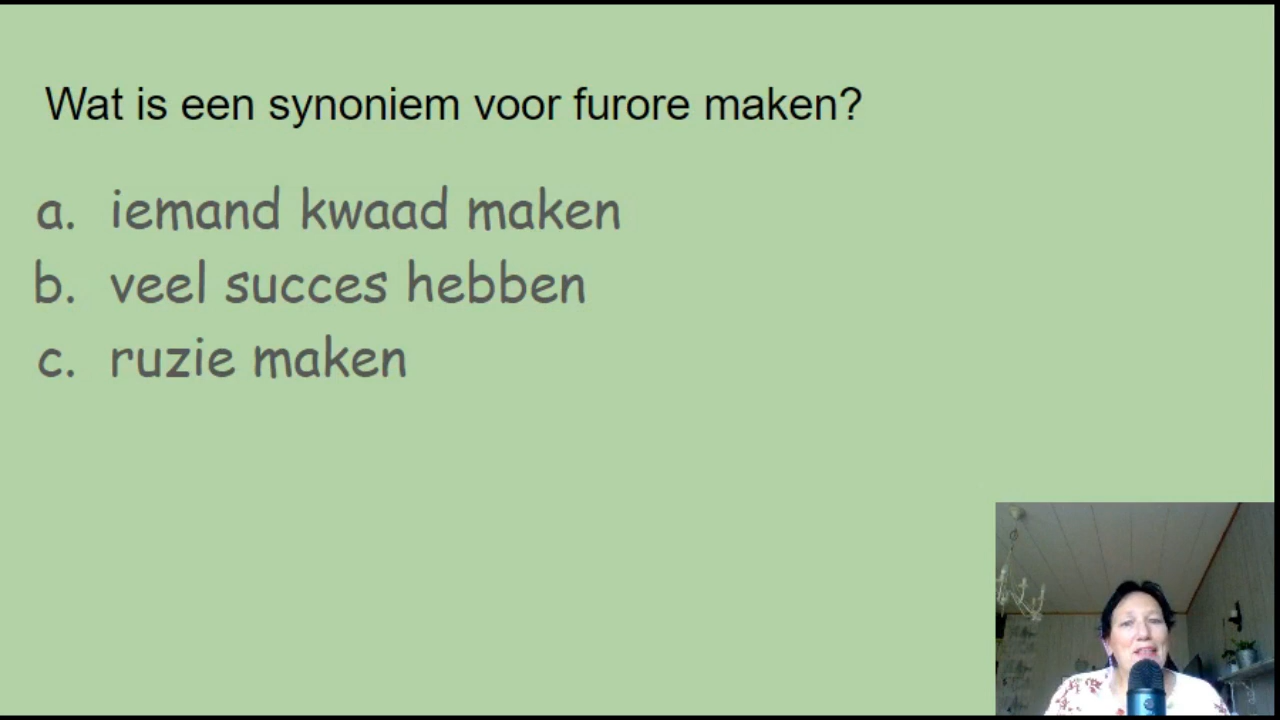 Wat is een synoniem voor furore maken?
a. iemand kwaad maken
b. veel succes hebben
c. ruzie maken